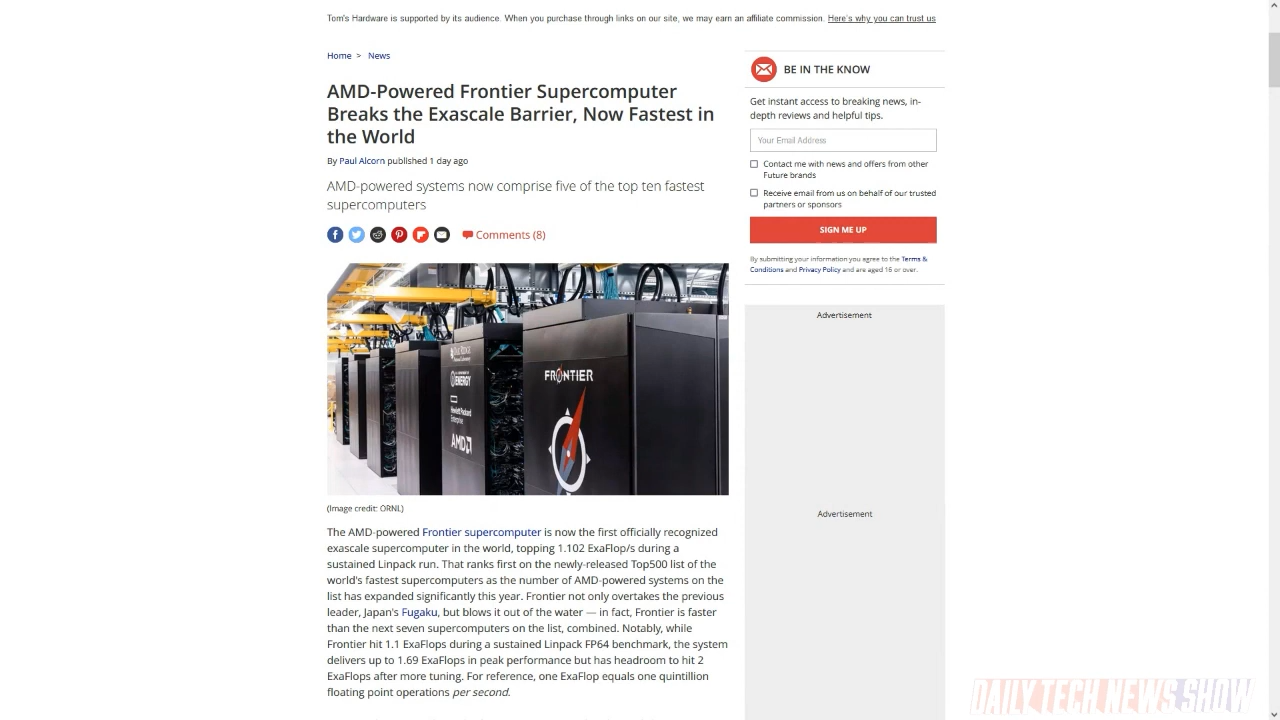 Tom's Hardware is supported by its audience. When you purchase through links on our site, we may earn an affiliate commission. Here's why you can trust us
Home > News
AMD-Powered Frontier Supercomputer
Breaks the Exascale Barrier, Now Fastest in
the World
By Paul Alcorn published 1 day ago
AMD-powered systems now comprise five of the top ten fastest
supercomputers
Comments (8)
OAK RIDGE
National Laboratory
ENERGY
Hewlett Packard
Enterprise
AMD
FRONTIER
(Image credit: ORNL)
The AMD-powered Frontier supercomputer is now the first officially recognized
exascale supercomputer in the world, topping 1.102 ExaFlop/s during a
sustained Linpack run. That ranks first on the newly-released Top500 list of the
world's fastest supercomputers as the number of AMD-powered systems on the
list has expanded significantly this year. Frontier not only overtakes the previous
leader, Japan's Fugaku, but blows it out of the water — in fact, Frontier is faster
than the next seven supercomputers on the list, combined. Notably, while
Frontier hit 1.1 ExaFlops during a sustained Linpack FP64 benchmark, the system
delivers up to 1.69 ExaFlops in peak performance but has headroom to hit 2
ExaFlops after more tuning. For reference, one ExaFlop equals one quintillion
floating point operations per second.
BE IN THE KNOW
Get instant access to breaking news, in-
depth reviews and helpful tips.
Your Email Address
Contact me with news and offers from other
Future brands
Receive email from us on behalf of our trusted
partners or sponsors
SIGN ME UP
By submitting your information you agree to the Terms &
Conditions and Privacy Policy and are aged 16 or over.
Advertisement
Advertisement
DAILY TECH NEWS SHOW